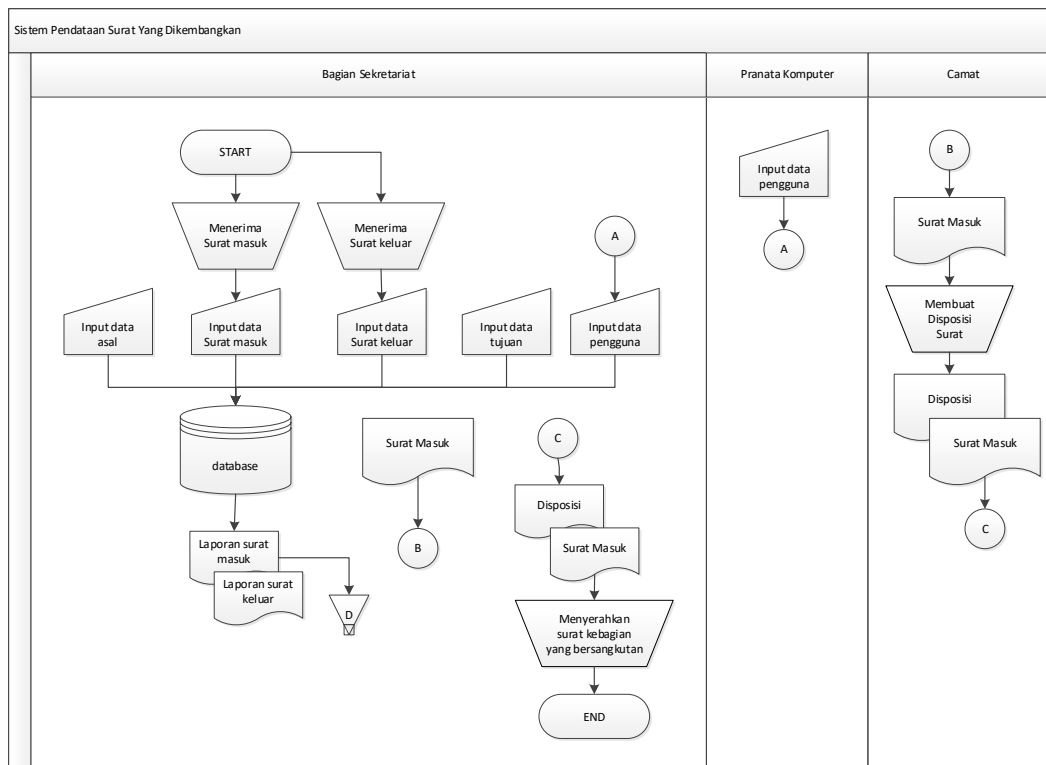 Sistem Pendataan Surat Yang Dikembangkan
Bagian Sekretariat
Pranata Komputer
Camat
START
Menerima
Surat masuk
Menerima
Surat keluar
A
Input data
asal
Input data
Surat masuk
Input data
Surat keluar
Input data
tujuan
Input data
pengguna
database
Surat Masuk
B
C
Disposisi
Surat Masuk
Laporan surat
masuk
Laporan surat
keluar
D
Menyerahkan
surat kebagian
yang bersangkutan
END
Input data
pengguna
A
B
Surat Masuk
Membuat
Disposisi
Surat
Disposisi
Surat Masuk
C